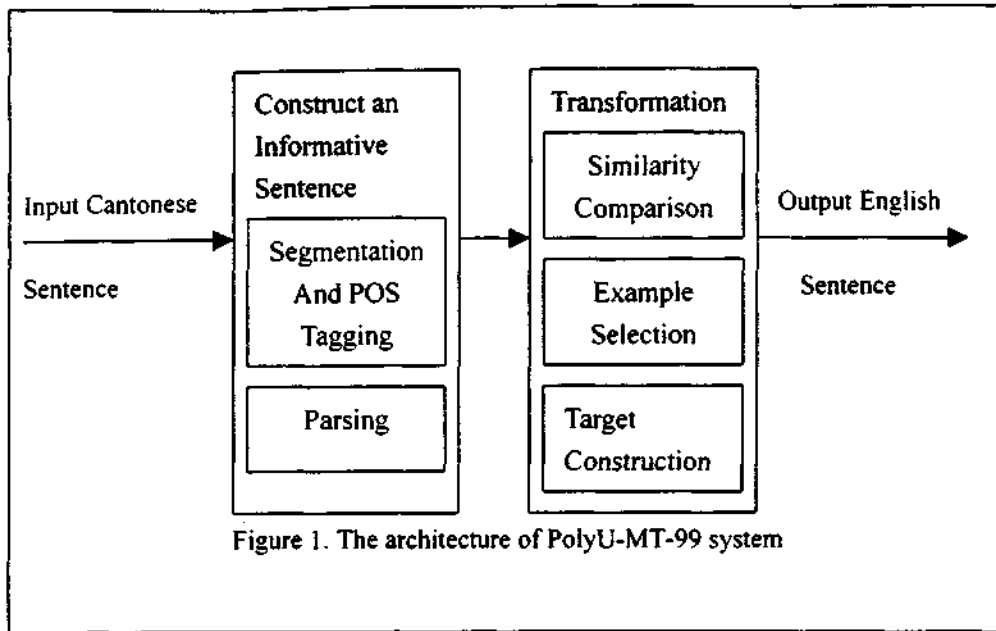 Input Cantonese
Sentence
Construct an
Informative
Sentence
Segmentation
And POS
Tagging
Parsing
Transformation
Similarity
Comparison
Example
Selection
Target
Construction
Output English
Sentence
Figure 1. The architecture of PolyU-MT-99 system